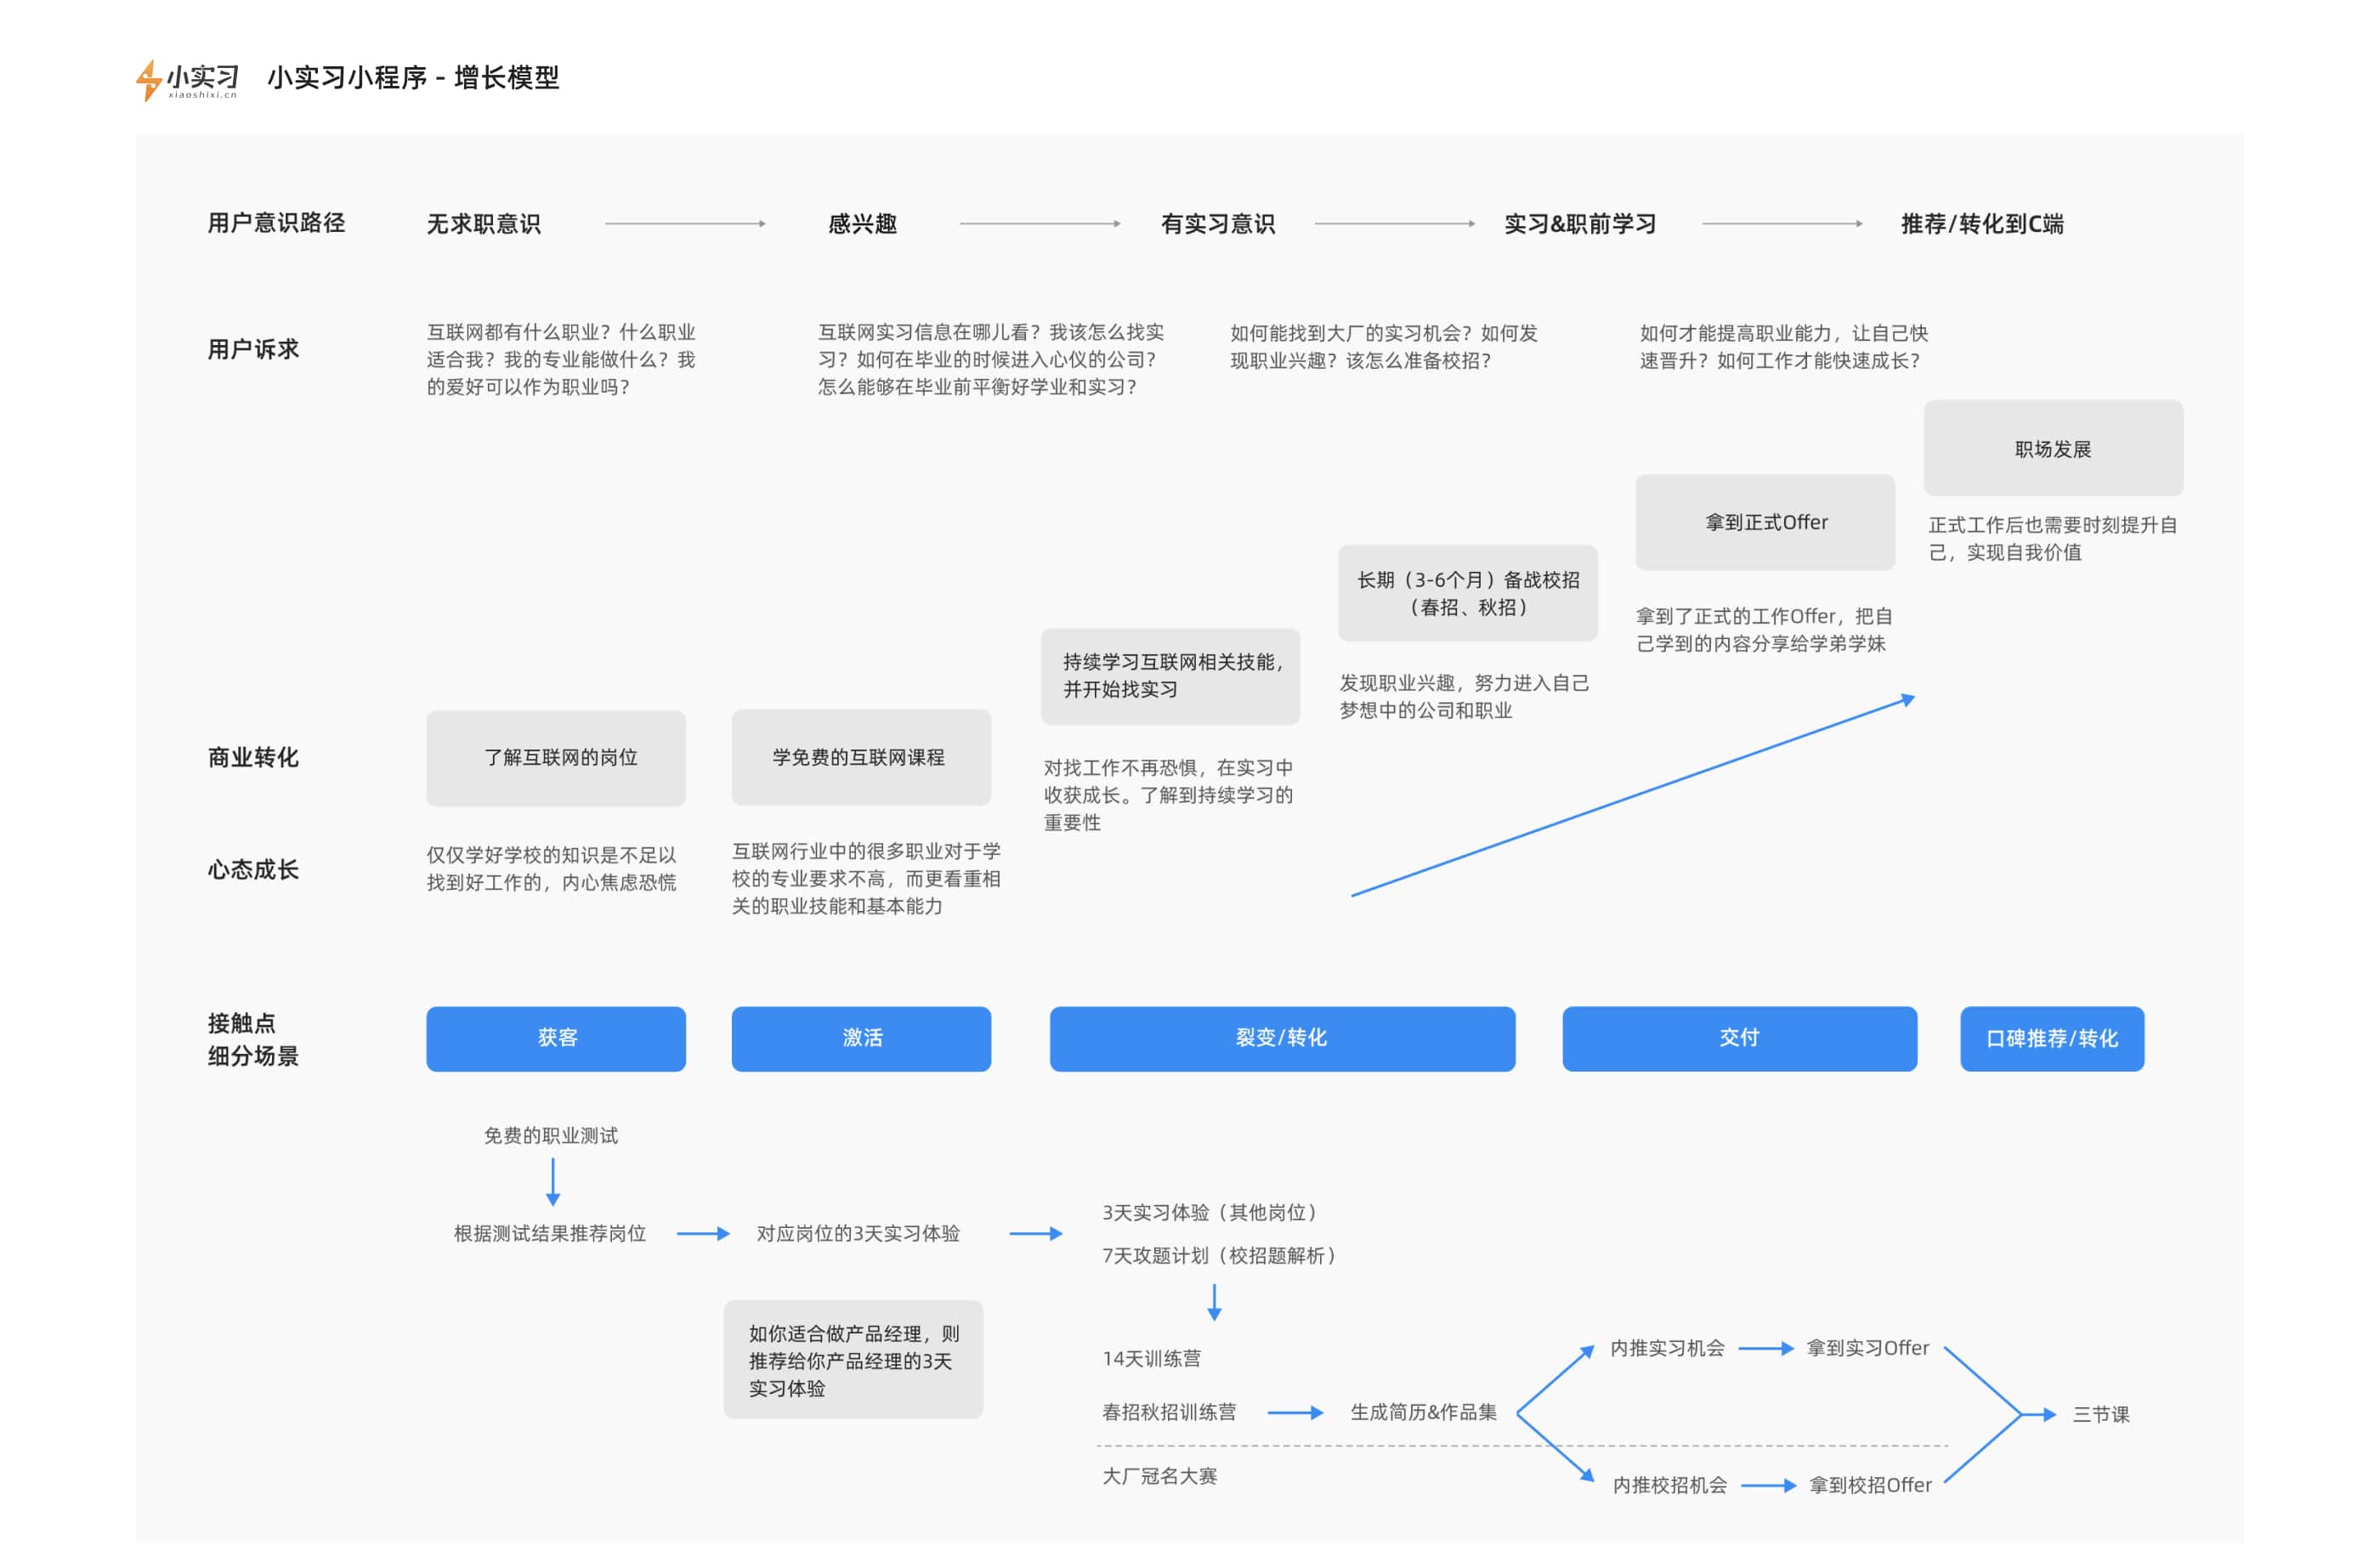 小实习
xiaoshixi.cn
小实习小程序 - 增长模型
用户意识路径
无求职意识
感兴趣
有实习意识
实习&职前学习
推荐/转化到C端
用户诉求
互联网都有什么职业？什么职业
适合我？我的专业能做什么？我
的爱好可以作为职业吗？
互联网实习信息在哪儿看？我该怎么找实
习？如何在毕业的时候进入心仪的公司？
怎么能够在毕业前平衡好学业和实习？
如何能找到大厂的实习机会？如何发
现职业兴趣？该怎么准备校招？
如何才能提高职业能力，让自己快
速晋升？如何工作才能快速成长？
商业转化
了解互联网的岗位
学免费的互联网课程
持续学习互联网相关技能，
并开始找实习
长期（3-6个月）备战校招
（春招、秋招）
拿到正式Offer
职场发展
心态成长
仅仅学好学校的知识是不足以
找到好工作的，内心焦虑恐慌
互联网行业中的很多职业对于学
校的专业要求不高，而更看重相
关的职业技能和基本能力
对找工作不再恐惧，在实习中
收获成长。了解到持续学习的
重要性
发现职业兴趣，努力进入自己
梦想中的公司和职业
拿到了正式的工作Offer，把自
己学到的内容分享给学弟学妹
正式工作后也需要时刻提升自
己，实现自我价值
接触点
细分场景
获客
激活
裂变/转化
交付
口碑推荐/转化
免费的职业测试
根据测试结果推荐岗位
对应岗位的3天实习体验
如你适合做产品经理，则
推荐给你产品经理的3天
实习体验
3天实习体验（其他岗位）
7天攻题计划（校招题解析）
14天训练营
春招秋招训练营
大厂冠名大赛
生成简历&作品集
内推实习机会
拿到实习Offer
内推校招机会
拿到校招Offer
三节课